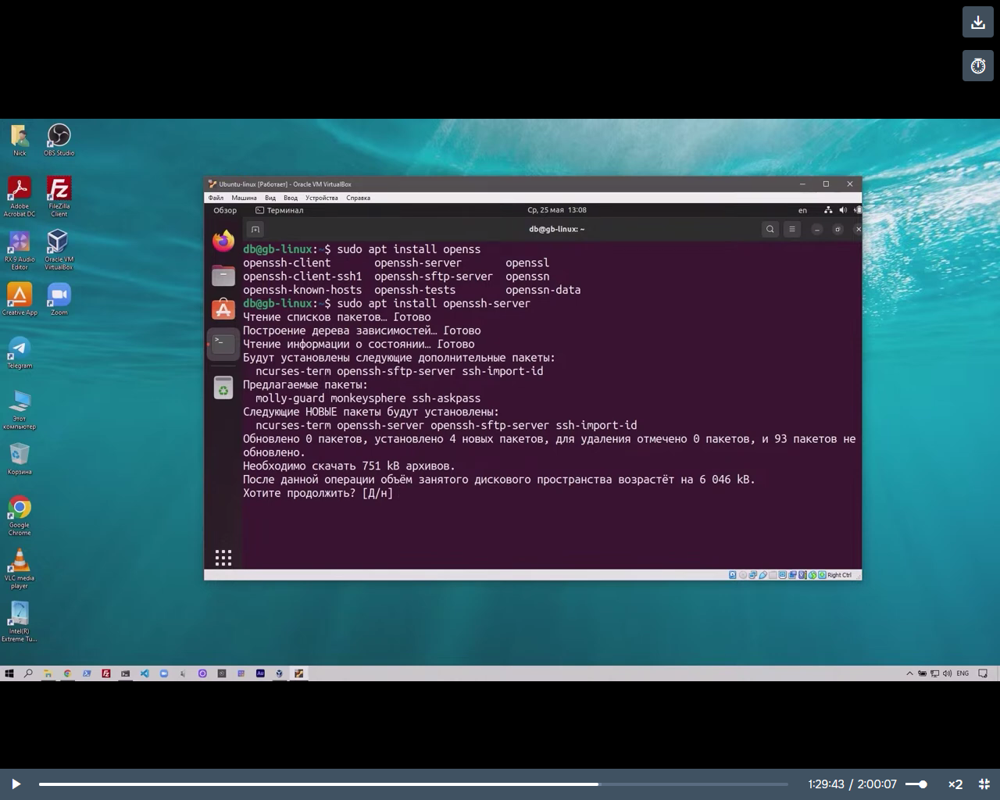 Nick
OBS Studio
Adobe
Acrobat DC
FileZilla
Client
RX 9 Audio
Editor
Oracle VM
VirtualBox
Creative App
Zoom
Telegram
Этот
компьютер
Корзина
Google
Chrome
VLC media
player
Intel(R)
Extreme Tu...
Ubuntu-linux [Работает] - Oracle VM VirtualBox
Файл Машина Вид Ввод Устройства Справка
Обзор Терминал Ср, 25 мая 13:08 en
db@gb-linux: ~
db@gb-linux:~$ sudo apt install openss
openssh-client openssh-server openssl
openssh-client-ssh1 openssh-sftp-server openssn
openssh-known-hosts openssh-tests openssn-data
db@gb-linux:~$ sudo apt install openssh-server
Чтение списков пакетов… Готово
Построение дерева зависимостей… Готово
Чтение информации о состоянии… Готово
Будут установлены следующие дополнительные пакеты:
ncurses-term openssh-sftp-server ssh-import-id
Предлагаемые пакеты:
molly-guard monkeysphere ssh-askpass
Следующие НОВЫЕ пакеты будут установлены:
ncurses-term openssh-server openssh-sftp-server ssh-import-id
Обновлено 0 пакетов, установлено 4 новых пакетов, для удаления отмечено 0 пакетов, и 93 пакетов не
обновлено.
Необходимо скачать 751 kB архивов.
После данной операции объём занятого дискового пространства возрастёт на 6 046 kB.
Хотите продолжить? [Д/н]
Right Ctrl
Au
ENG
1:29:43 / 2:00:07 ×2